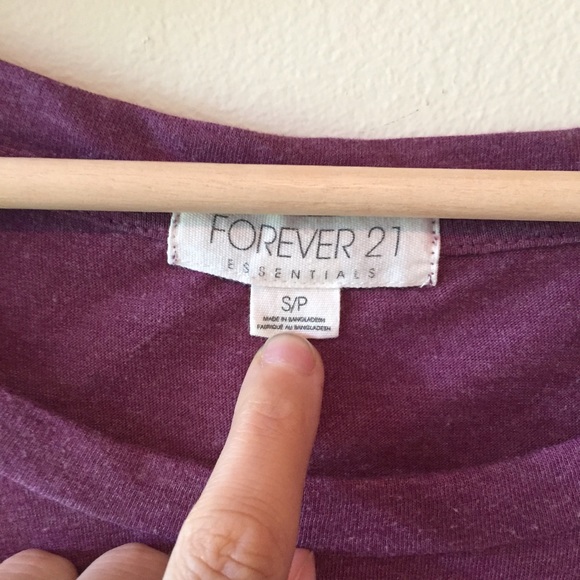 FOREVER 21
ESSENTIALS
S/P
MADE IN BANGLADESH
FABRIQUÉ AU BANGLADESH